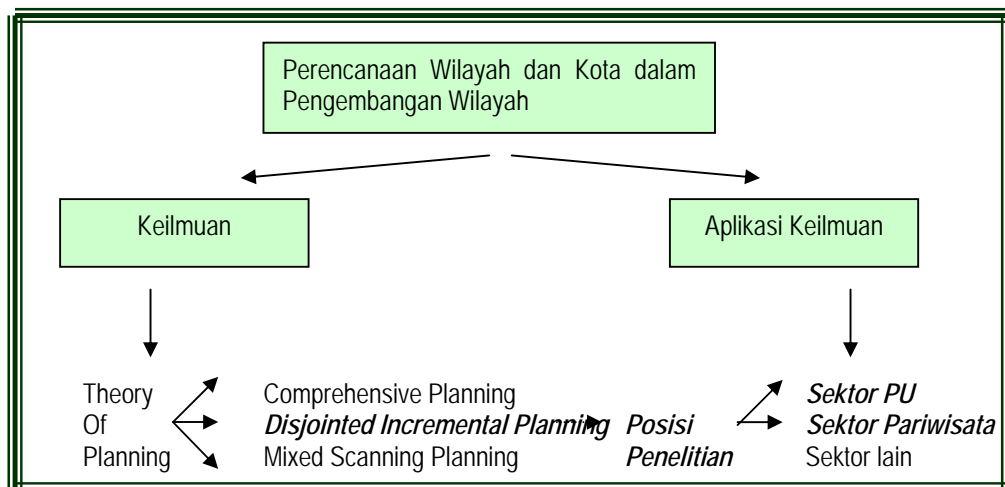 Perencanaan Wilayah dan Kota dalam
Pengembangan Wilayah
Keilmuan
Aplikasi Keilmuan
Theory
Of
Planning
Comprehensive Planning
Disjointed Incremental Planning
Mixed Scanning Planning
Posisi
Penelitian
Sektor PU
Sektor Pariwisata
Sektor lain